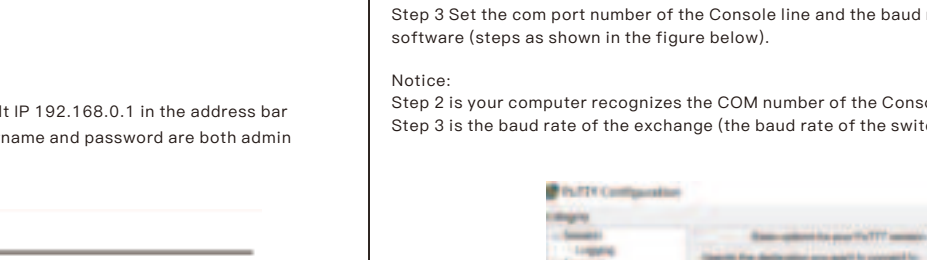 lt IP 192.168.0.1 in the address bar
name and password are both admin
Step 3 Set the com port number of the Console line and the baud
software (steps as shown in the figure below).
Notice:
Step 2 is your computer recognizes the COM number of the Conso
Step 3 is the baud rate of the exchange (the baud rate of the swit
PuTTY Configuration